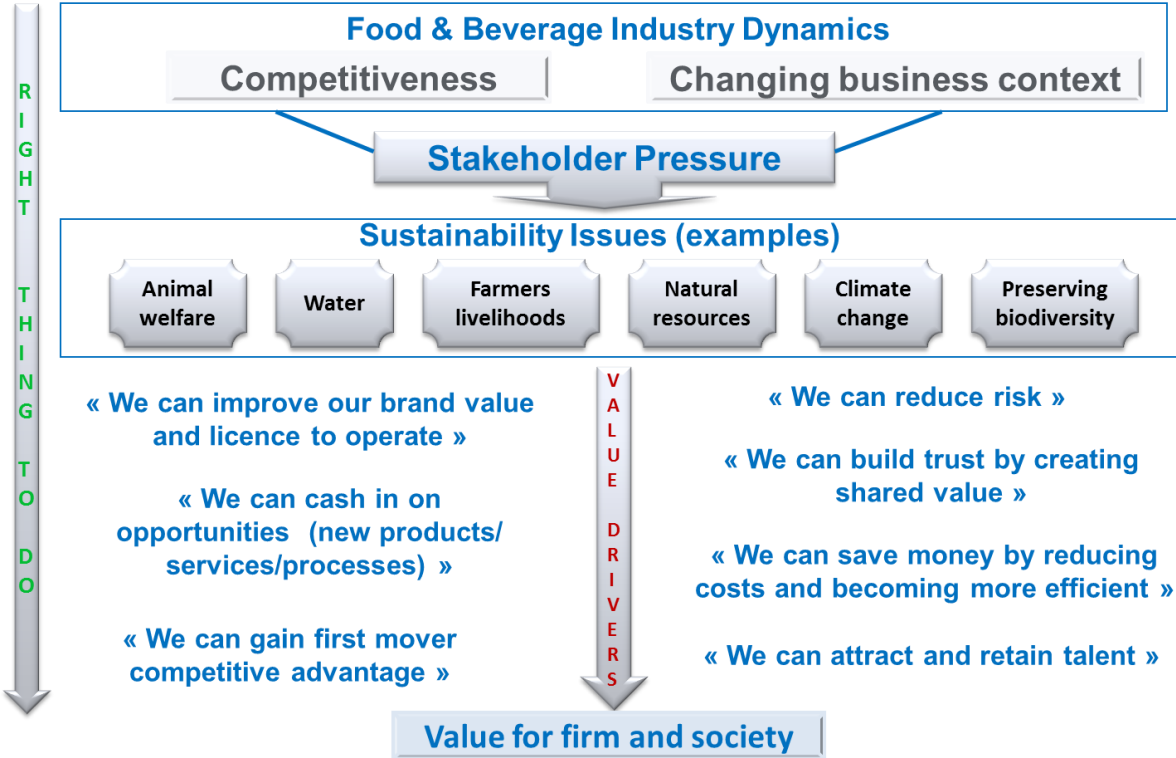 Food & Beverage Industry Dynamics
Competitiveness
Changing business context
Stakeholder Pressure
Sustainability Issues (examples)
Animal
welfare
Water
Farmers
livelihoods
Natural
resources
Climate
change
Preserving
biodiversity
RIGHT THING TO DO
« We can improve our brand value
and licence to operate »
« We can cash in on
opportunities (new products/
services/processes) »
« We can gain first mover
competitive advantage »
VALUE DRIVERS
« We can reduce risk »
« We can build trust by creating
shared value »
« We can save money by reducing
costs and becoming more efficient »
« We can attract and retain talent »
Value for firm and society